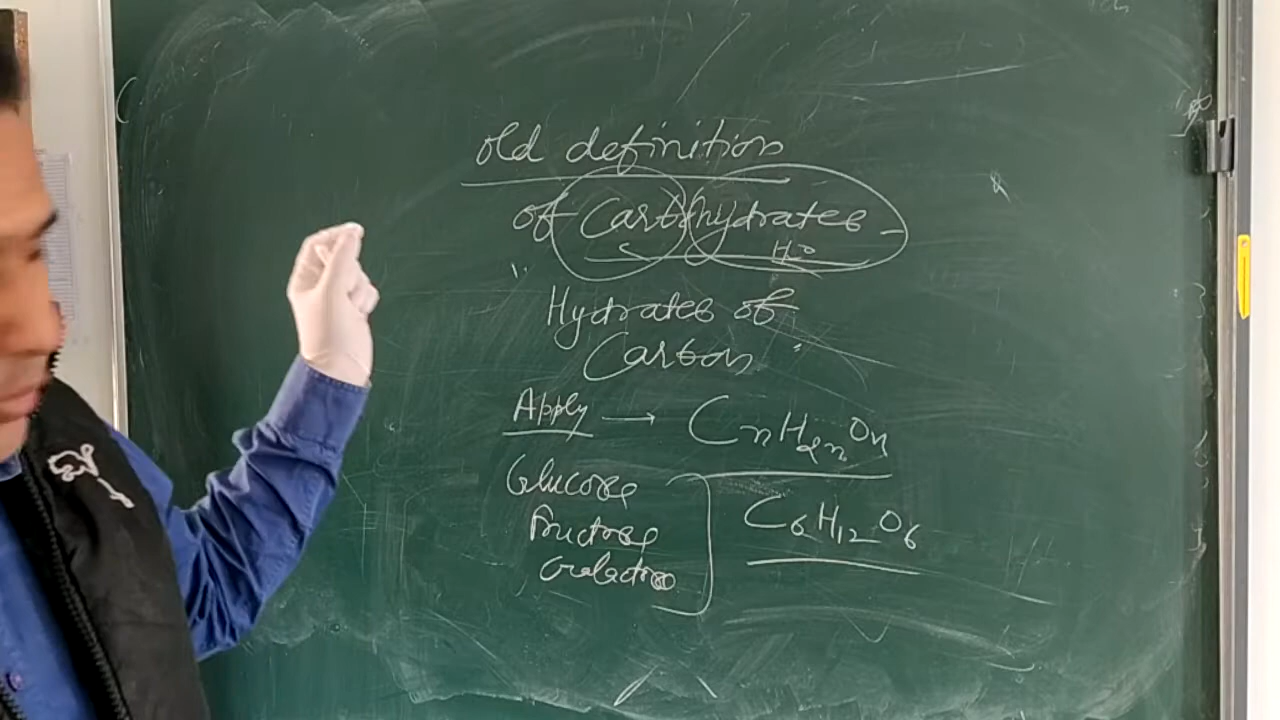 old definition
of Carbohydrates -
H2O
Hydrates of
Carbon
Apply → CnH2nOn
Glucose
Fructose
Galactose
C6H12O6